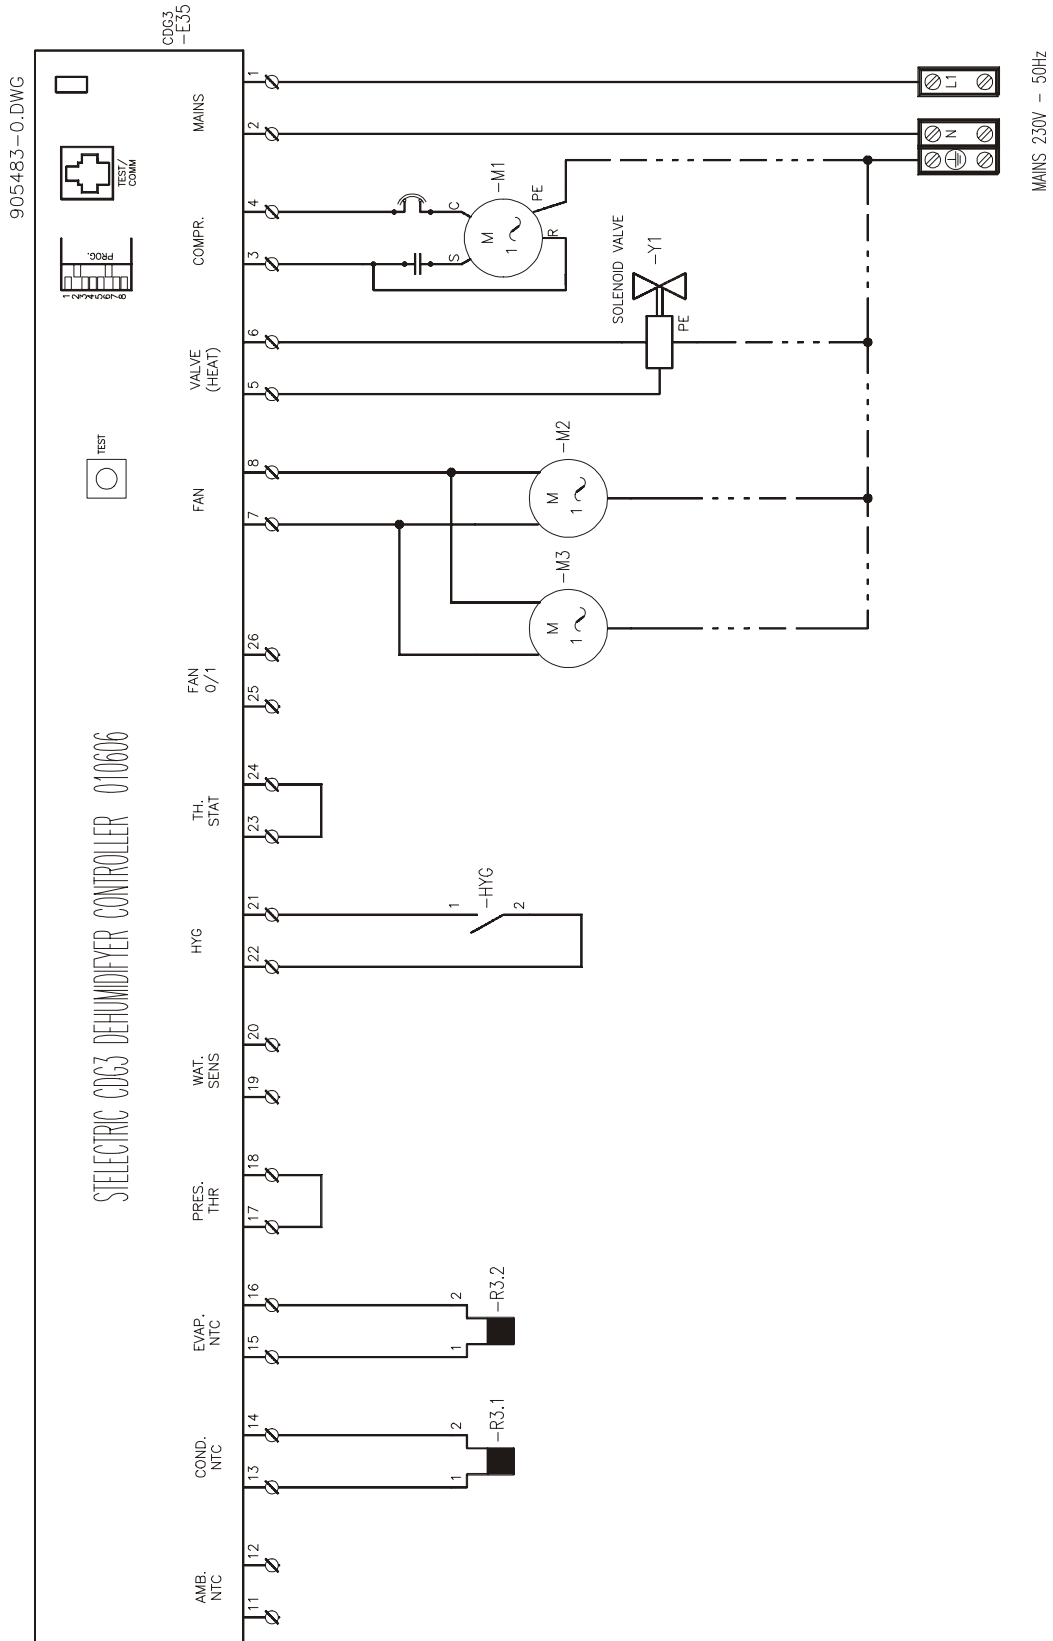 905483-0.DWG
CDG3
-E35
TEST/
COMM
PROG.
1 2 3 4 5 6 7 8
TEST
STELECTRIC CDG3 DEHUMIDIFYER CONTROLLER 010606
MAINS
1
2
L1
N
MAINS 230V - 50Hz
COMPR.
4
3
C
S
R
PE
M
1
-M1
VALVE
(HEAT)
6
5
SOLENOID VALVE
-Y1
PE
FAN
8
7
M
1
-M2
M
1
-M3
FAN
0/1
26
25
TH.
STAT
24
23
HYG
21
22
1
2
-HYG
WAT.
SENS
20
19
PRES.
THR
18
17
EVAP.
NTC
16
15
2
1
-R3.2
COND.
NTC
14
13
2
1
-R3.1
AMB.
NTC
12
11